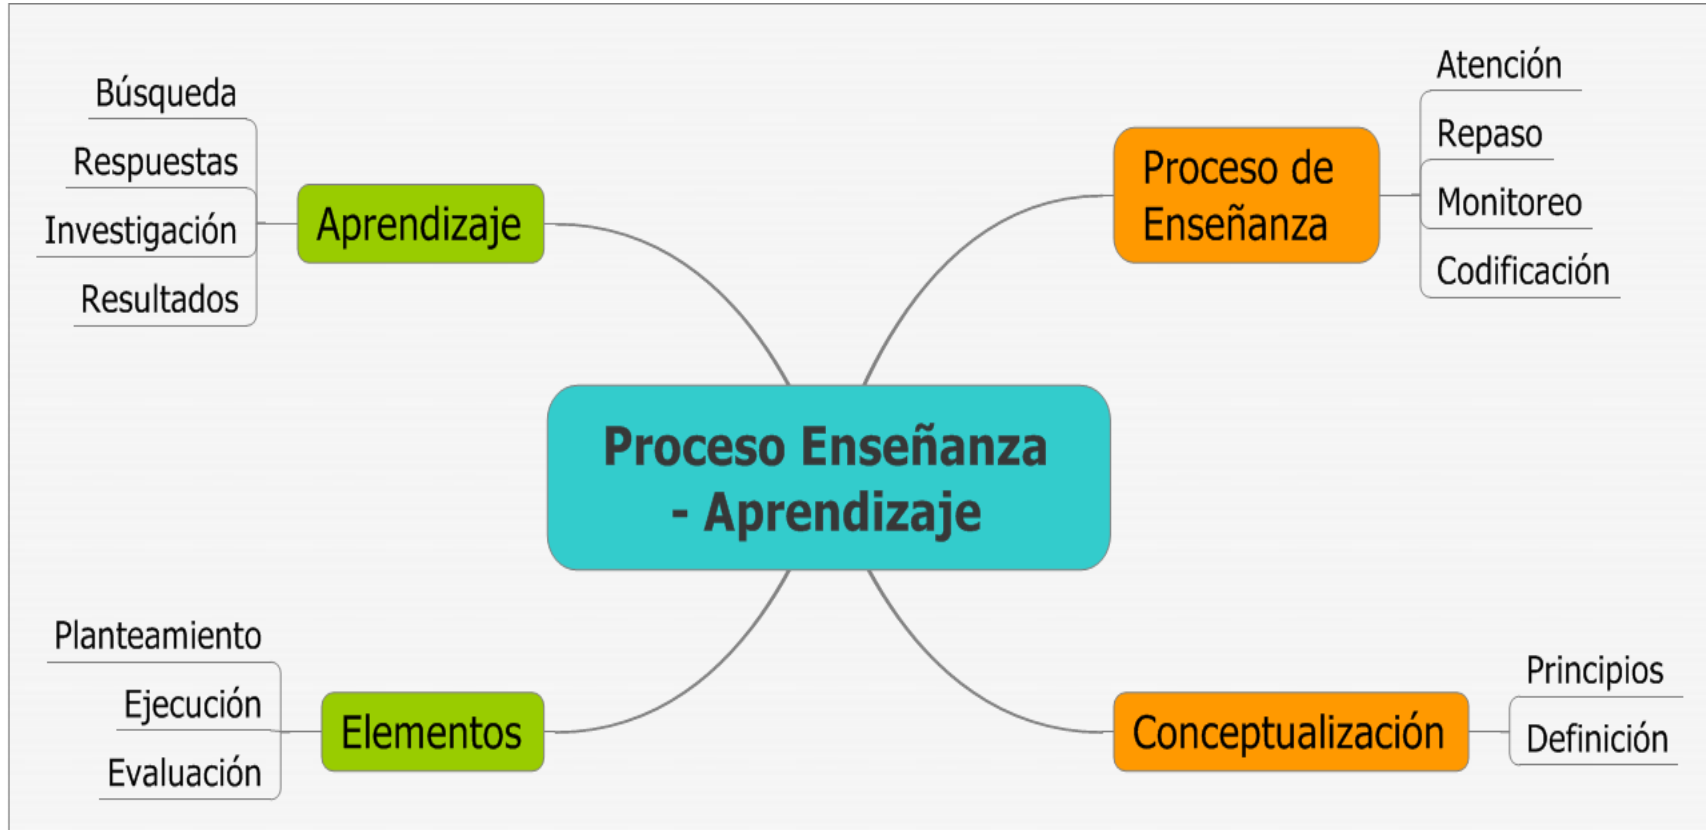 Búsqueda
Respuestas
Investigación
Resultados
Aprendizaje
Proceso de
Enseñanza
Atención
Repaso
Monitoreo
Codificación
Proceso Enseñanza
- Aprendizaje
Planteamiento
Ejecución
Evaluación
Elementos
Conceptualización
Principios
Definición